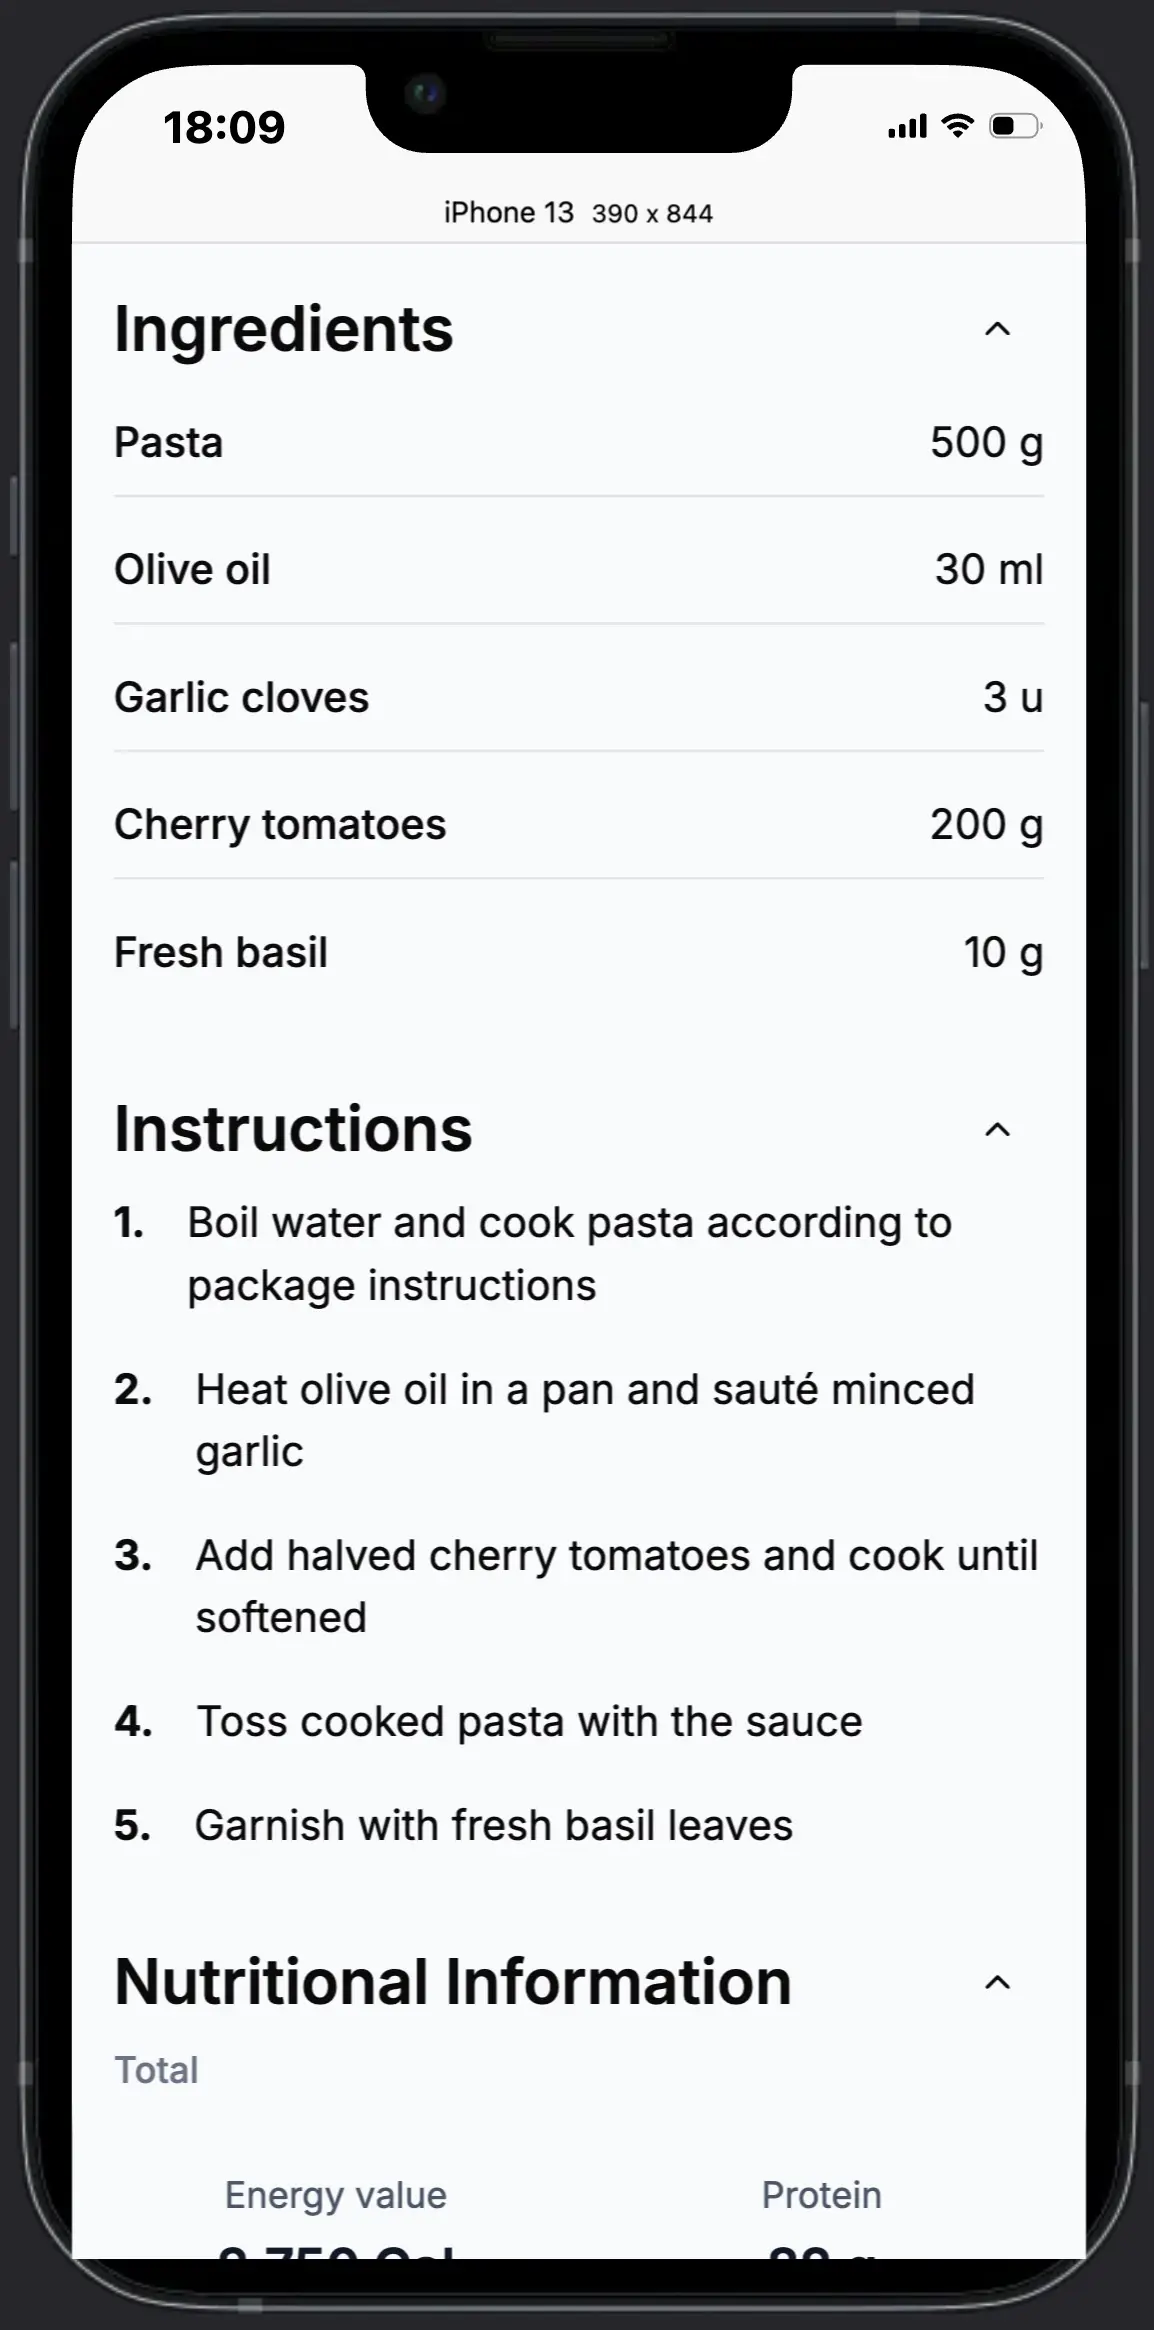 18:09
iPhone 13 390 x 844
Ingredients
Pasta 500 g
Olive oil 30 ml
Garlic cloves 3 u
Cherry tomatoes 200 g
Fresh basil 10 g
Instructions
1. Boil water and cook pasta according to
package instructions
2. Heat olive oil in a pan and sauté minced
garlic
3. Add halved cherry tomatoes and cook until
softened
4. Toss cooked pasta with the sauce
5. Garnish with fresh basil leaves
Nutritional Information
Total
Energy value Protein